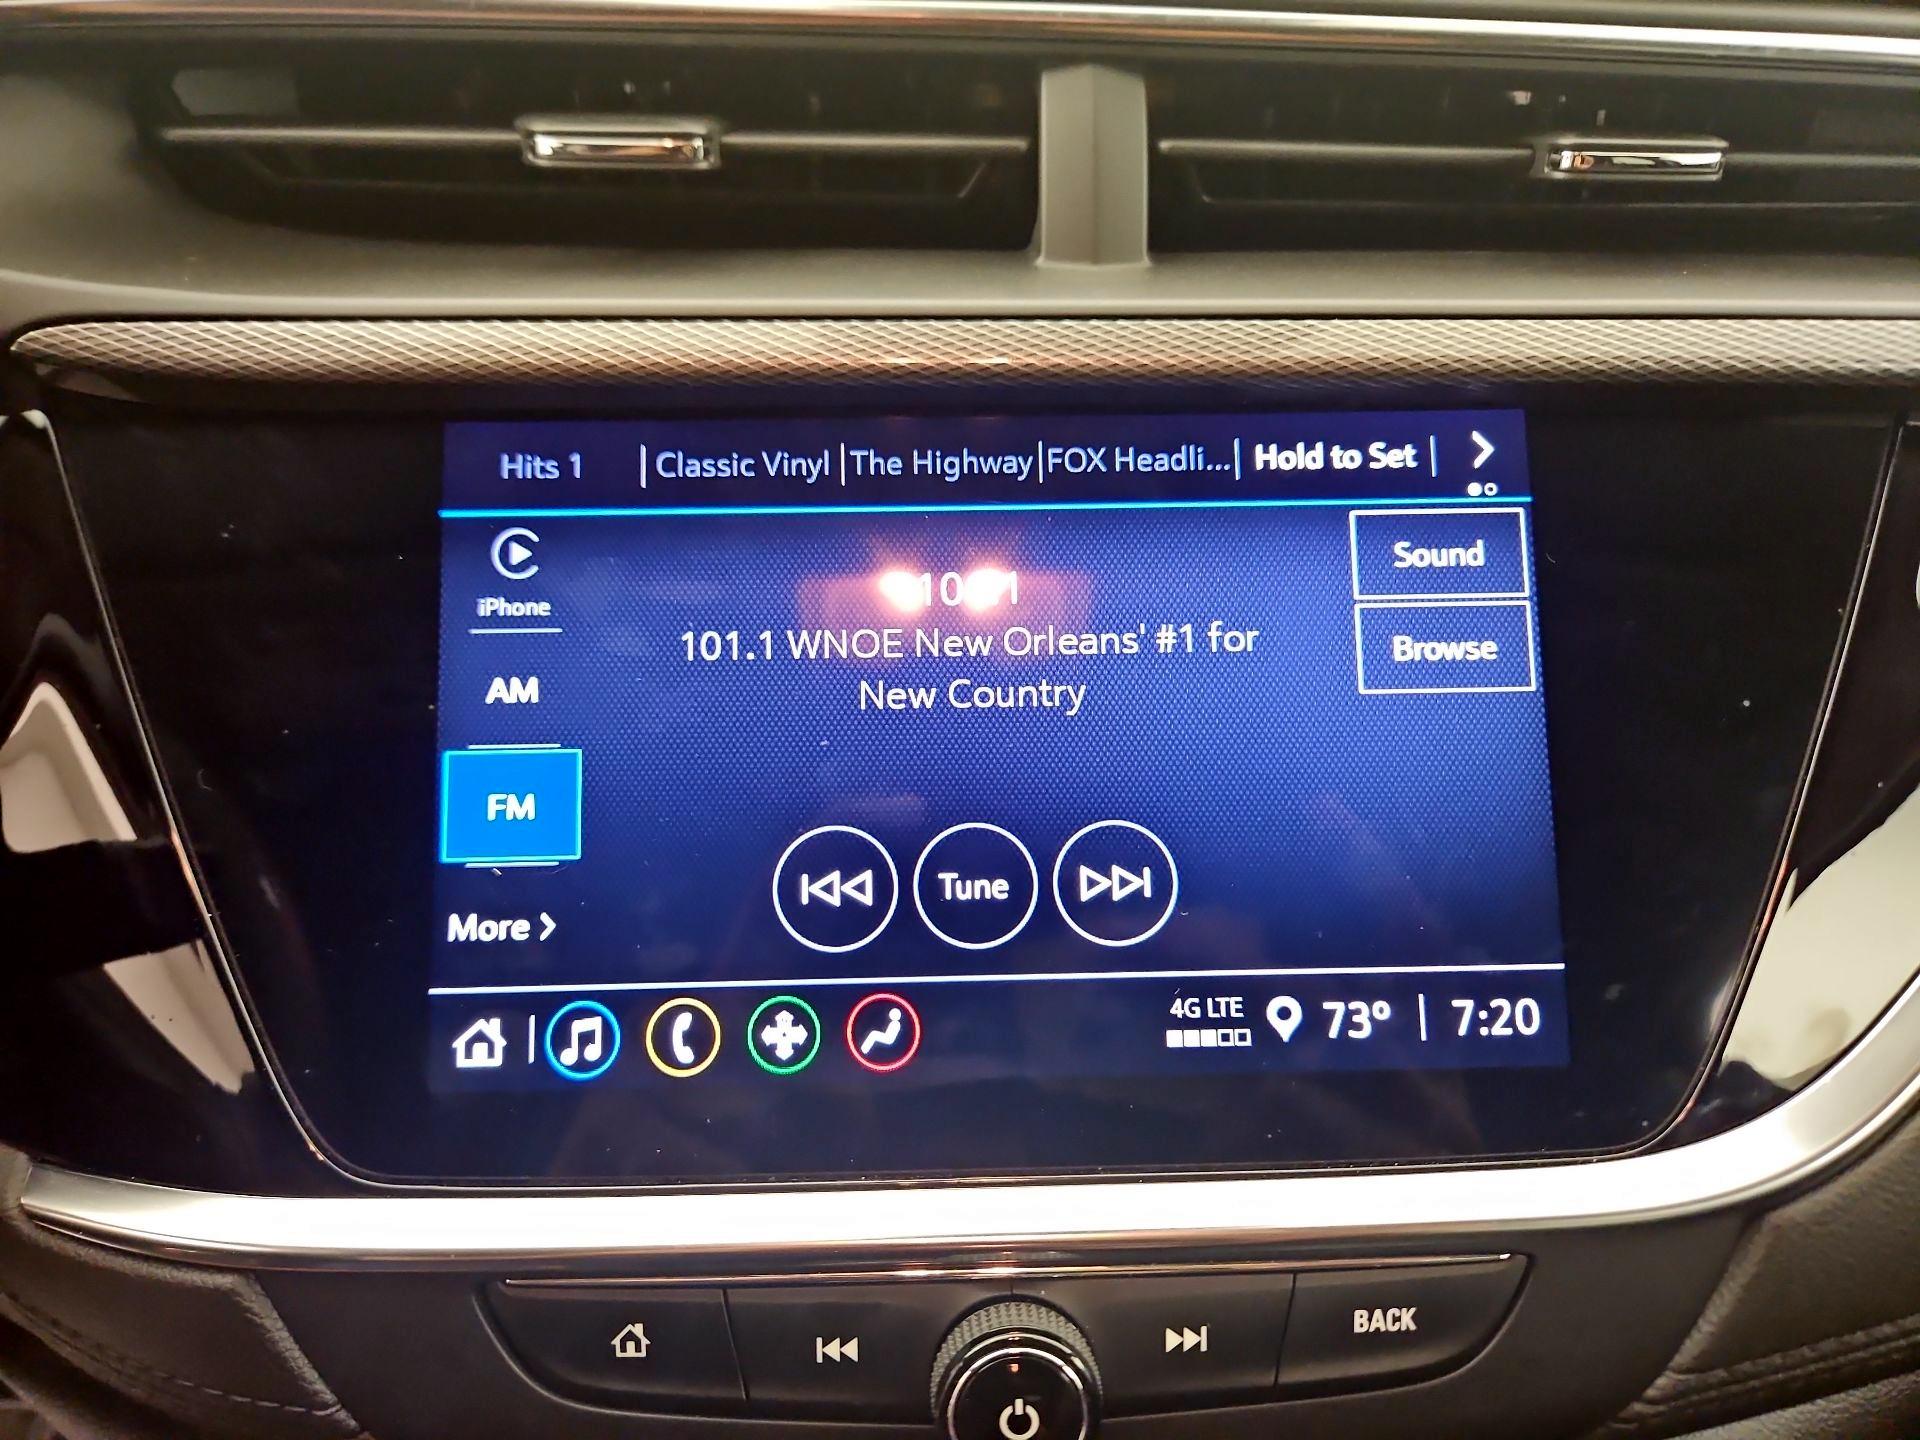 Hits 1 | Classic Vinyl | The Highway | FOX Headli... | Hold to Set |
iPhone
AM
FM
More
101.1 WNOE New Orleans' #1 for
New Country
Sound
Browse
Tune
4G LTE
73° | 7:20
BACK